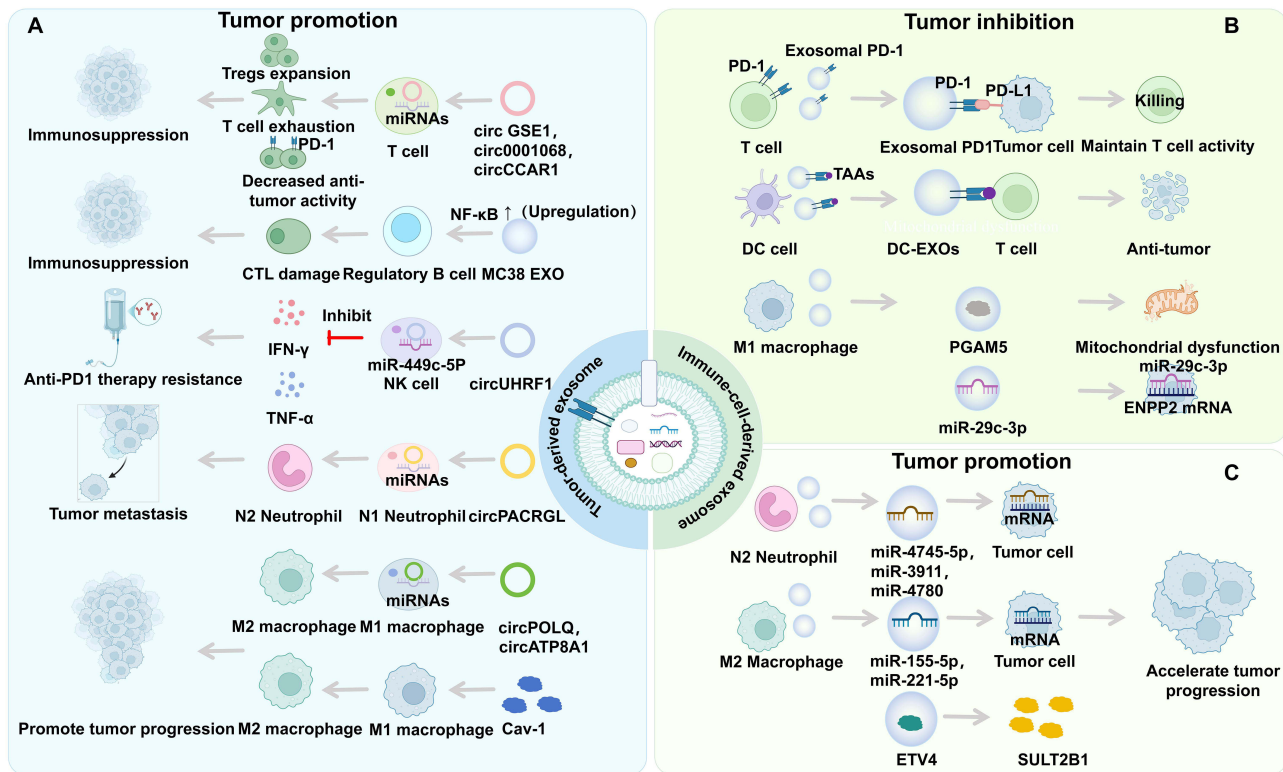 A
Tumor promotion
Tregs expansion
T cell exhaustion
PD-1
Decreased anti-
tumor activity
miRNAs
T cell
circ GSE1,
circ0001068,
circCCAR1
Immunosuppression
NF-κB ↑ (Upregulation)
Immunosuppression
CTL damage
Regulatory B cell
MC38 EXO
IFN-γ
TNF-α
Inhibit
miR-449c-5P
NK cell
circUHRF1
Anti-PD1 therapy resistance
Tumor metastasis
N2 Neutrophil
miRNAs
N1 Neutrophil
circPACRGL
M2 macrophage
miRNAs
M1 macrophage
circPOLQ,
circATP8A1
Promote tumor progression
M2 macrophage
M1 macrophage
Cav-1
Tumor-derived exosome
Immune-cell-derived exosome
Tumor inhibition
B
PD-1
Exosomal PD-1
T cell
PD-1
PD-L1
Exosomal PD1
Tumor cell
Killing
Maintain T cell activity
TAAs
DC cell
DC-EXOs
T cell
Anti-tumor
M1 macrophage
PGAM5
Mitochondrial dysfunction
miR-29c-3p
miR-29c-3p
ENPP2 mRNA
Tumor promotion
C
N2 Neutrophil
miR-4745-5p,
miR-3911,
miR-4780
mRNA
Tumor cell
M2 Macrophage
miR-155-5p,
miR-221-5p
mRNA
Tumor cell
Accelerate tumor
progression
ETV4
SULT2B1